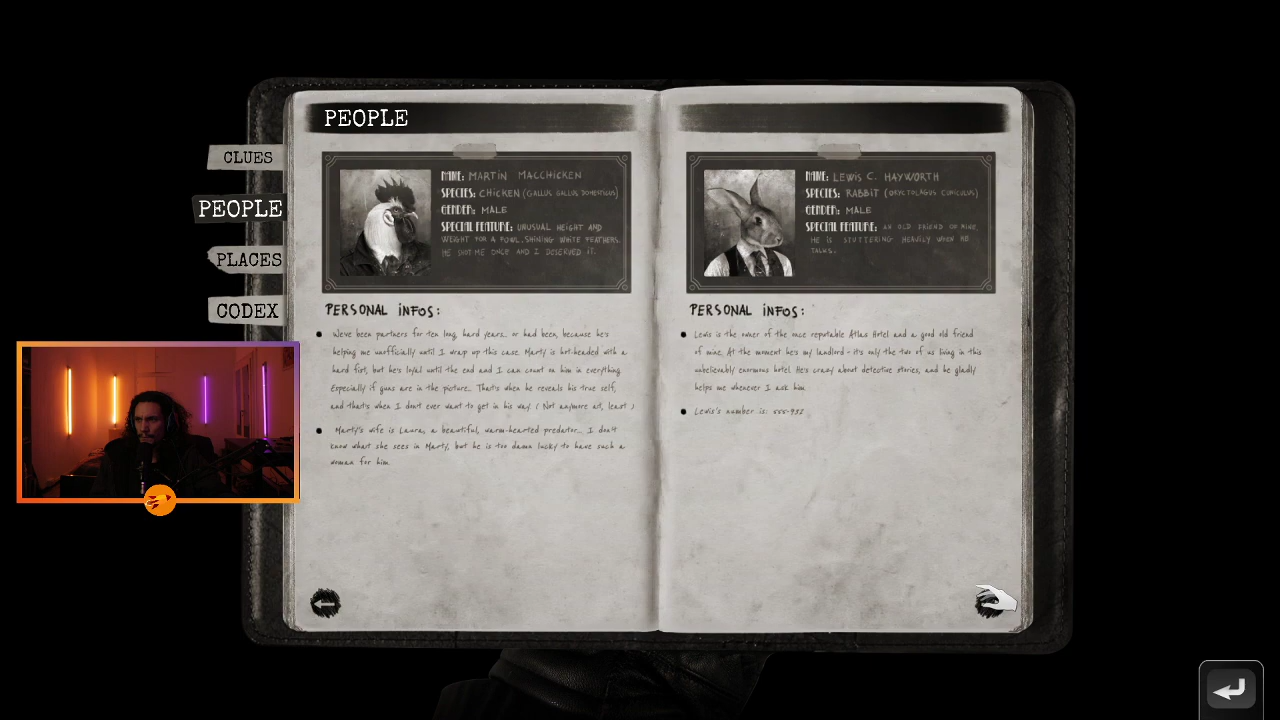 PEOPLE
CLUES
PEOPLE
PLACES
CODEX
NAME: MARTIN MACCHICKEN
SPECIES: CHICKEN (GALLUS GALLUS DOMESTICUS)
GENDER: MALE
SPECIAL FEATURE: UNUSUAL HEIGHT AND
WEIGHT FOR A FOWL. SHINING WHITE FEATHERS.
HE SHOT ME ONCE AND I DESERVED IT.
PERSONAL INFOS:
• We've been partners for ten long, hard years... or had been, because he's
helping me unofficially until I wrap up this case. Marty is hot-headed with a
hard fist, but he's loyal until the end and I can count on him in everything.
Especially if guns are in the picture... That's when he reveals his true self,
and that's when I don't ever want to get in his way. (Not anymore at, least)
• Marty's wife is Laura, a beautiful, warm-hearted predator... I don't
know what she sees in Marty, but he is too damn lucky to have such a
woman for him.
NAME: LEWIS C. HAYWORTH
SPECIES: RABBIT (ORYCTOLAGUS CUNICULUS)
GENDER: MALE
SPECIAL FEATURE: AN OLD FRIEND OF MINE.
HE IS STUTTERING HEAVILY WHEN HE
TALKS...
PERSONAL INFOS:
• Lewis is the owner of the once reputable Atlas Hotel and a good old friend
of mine. At the moment he's my landlord - it's only the two of us living in this
unbelievably enormous hotel. He's crazy about detective stories, and he gladly
helps me whenever I ask him.
• Lewis's number is: 555-932